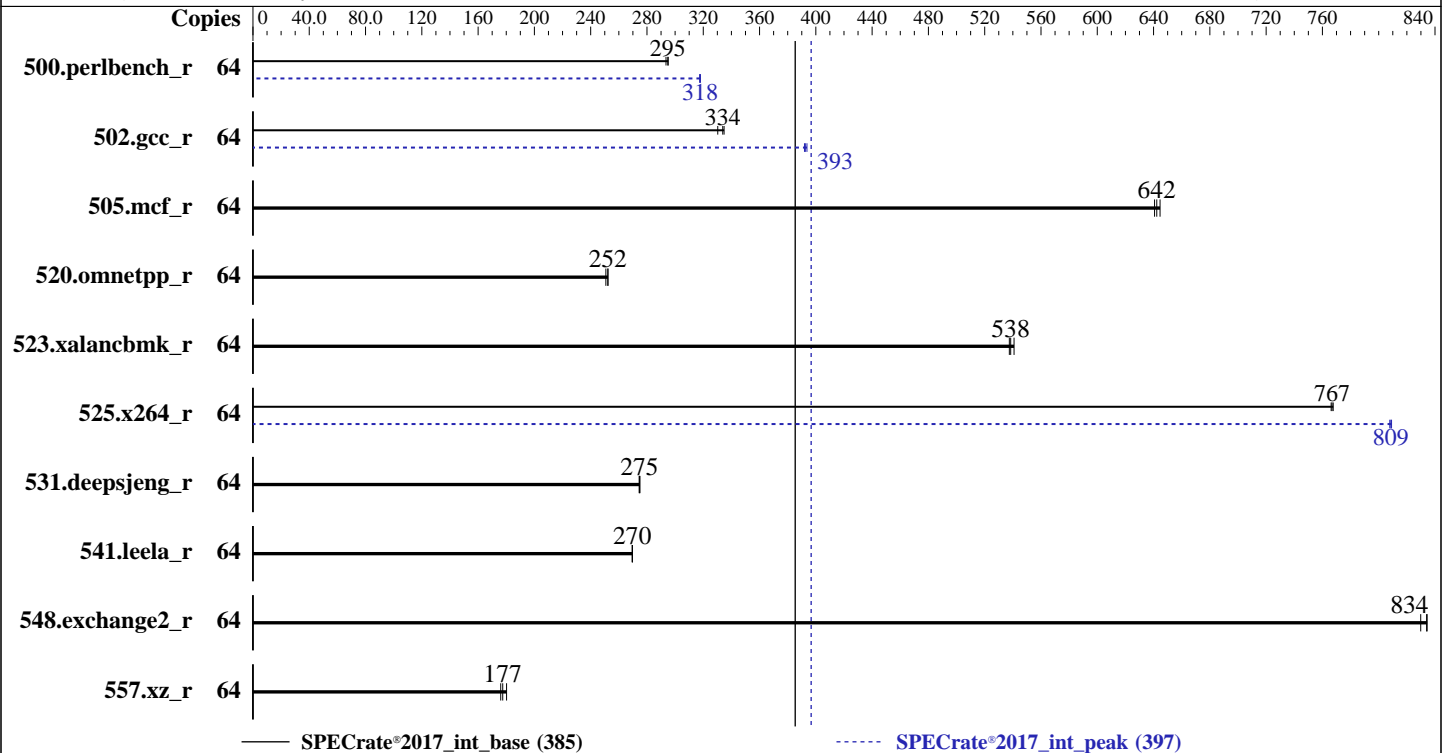 Copies 0 40.0 80.0 120 160 200 240 280 320 360 400 440 480 520 560 600 640 680 720 760 840
500.perlbench_r 64 295
318
502.gcc_r 64 334
393
505.mcf_r 64 642
520.omnetpp_r 64 252
523.xalancbmk_r 64 538
525.x264_r 64 767
809
531.deepsjeng_r 64 275
541.leela_r 64 270
548.exchange2_r 64 834
557.xz_r 64 177
SPECrate®2017_int_base (385) SPECrate®2017_int_peak (397)